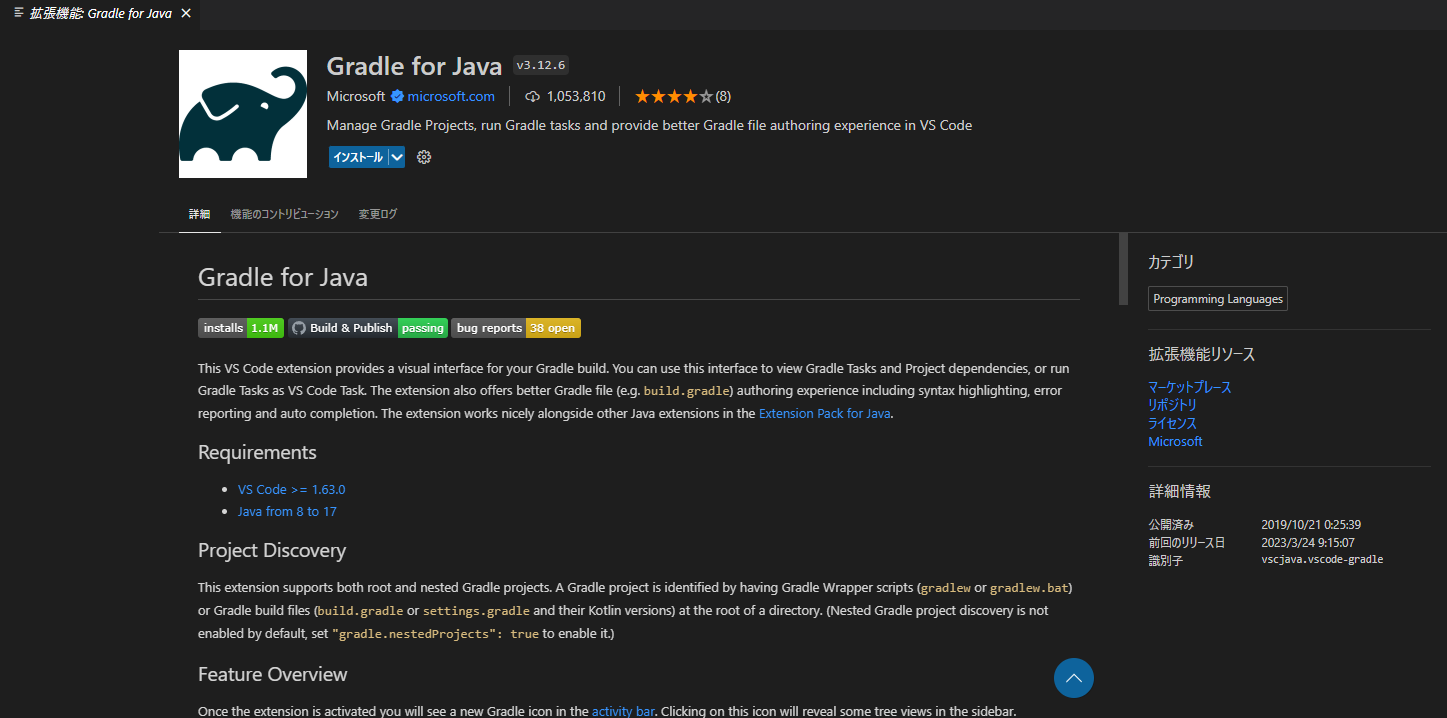 拡張機能: Gradle for Java
Gradle for Java v3.12.6
Microsoft microsoft.com 1,053,810 (8)
Manage Gradle Projects, run Gradle tasks and provide better Gradle file authoring experience in VS Code
インストール
詳細 機能のコントリビューション 変更ログ
Gradle for Java
installs 1.1M Build & Publish passing bug reports 38 open
This VS Code extension provides a visual interface for your Gradle build. You can use this interface to view Gradle Tasks and Project dependencies, or run
Gradle Tasks as VS Code Task. The extension also offers better Gradle file (e.g. build.gradle) authoring experience including syntax highlighting, error
reporting and auto completion. The extension works nicely alongside other Java extensions in the Extension Pack for Java.
Requirements
VS Code >= 1.63.0
Java from 8 to 17
Project Discovery
This extension supports both root and nested Gradle projects. A Gradle project is identified by having Gradle Wrapper scripts (gradlew or gradlew.bat)
or Gradle build files (build.gradle or settings.gradle and their Kotlin versions) at the root of a directory. (Nested Gradle project discovery is not
enabled by default, set "gradle.nestedProjects": true to enable it.)
Feature Overview
Once the extension is activated you will see a new Gradle icon in the activity bar. Clicking on this icon will reveal some tree views in the sidebar.
カテゴリ
Programming Languages
拡張機能リソース
マーケットプレース
リポジトリ
ライセンス
Microsoft
詳細情報
公開済み 2019/10/21 0:25:39
前回のリリース日 2023/3/24 9:15:07
識別子 vscjava.vscode-gradle